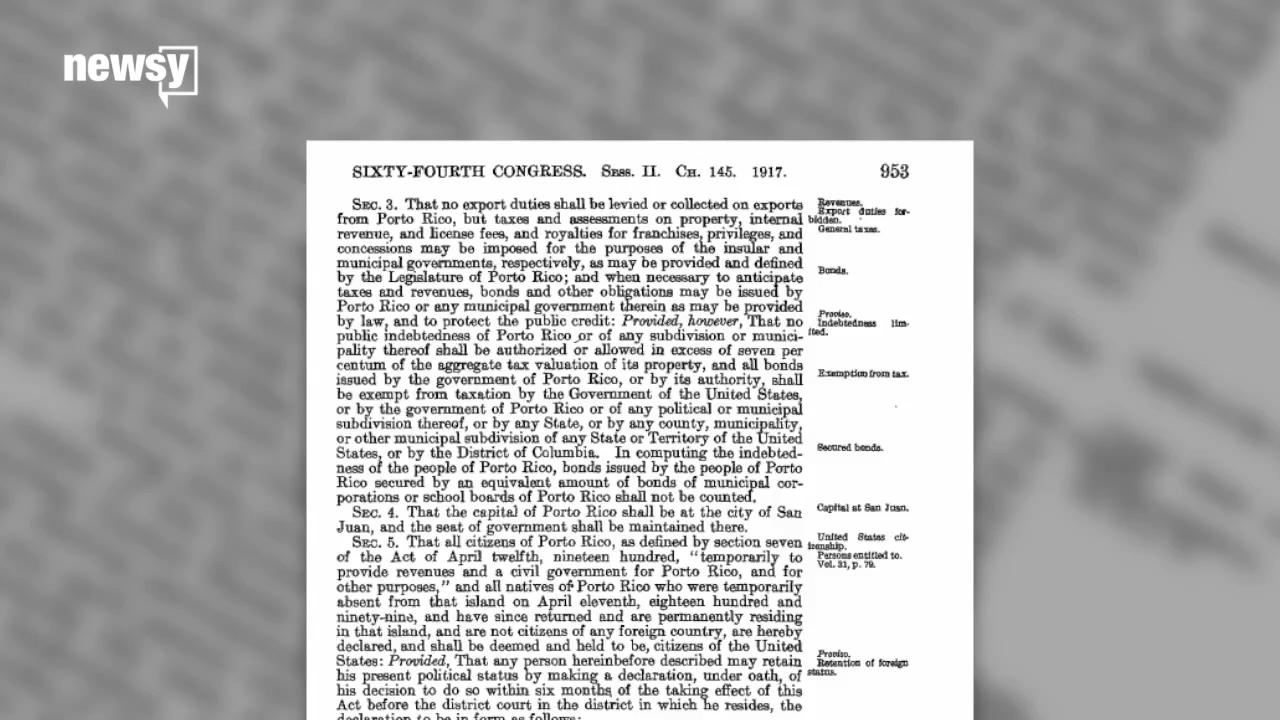 newsy
SIXTY-FOURTH CONGRESS. Sess. II. Ch. 145. 1917.
953
Sec. 3. That no export duties shall be levied or collected on exports
from Porto Rico, but taxes and assessments on property, internal
revenue, and license fees, and royalties for franchises, privileges, and
concessions may be imposed for the purposes of the insular and
municipal governments, respectively, as may be provided and defined
by the Legislature of Porto Rico; and when necessary to anticipate
taxes and revenues, bonds and other obligations may be issued by
Porto Rico or any municipal government therein as may be provided
by law, and to protect the public credit: Provided, however, That no
public indebtedness of Porto Rico or of any subdivision or munici-
pality thereof shall be authorized or allowed in excess of seven per
centum of the aggregate tax valuation of its property, and all bonds
issued by the government of Porto Rico, or by its authority, shall
be exempt from taxation by the Government of the United States,
or by the government of Porto Rico or of any political or municipal
subdivision thereof, or by any State, or by any county, municipality,
or other municipal subdivision of any State or Territory of the United
States, or by the District of Columbia. In computing the indebted-
ness of the people of Porto Rico, bonds issued by the people of Porto
Rico secured by an equivalent amount of bonds of municipal cor-
porations or school boards of Porto Rico shall not be counted.
Sec. 4. That the capital of Porto Rico shall be at the city of San
Juan, and the seat of government shall be maintained there.
Sec. 5. That all citizens of Porto Rico, as defined by section seven
of the Act of April twelfth, nineteen hundred, "temporarily to
provide revenues and a civil government for Porto Rico, and for
other purposes," and all natives of Porto Rico who were temporarily
absent from that island on April eleventh, eighteen hundred and
ninety-nine, and have since returned and are permanently residing
in that island, and are not citizens of any foreign country, are hereby
declared, and shall be deemed and held to be, citizens of the United
States: Provided, That any person hereinbefore described may retain
his present political status by making a declaration, under oath, of
his decision to do so within six months of the taking effect of this
Act before the district court in the district in which he resides, the
declaration to be in form as follows:
Revenues.
Export duties for-
bidden.
General taxes.
Bonds.
Proviso.
Indebtedness lim-
ited.
Exemption from tax.
Secured bonds.
Capital at San Juan.
United States cit-
izenship.
Persons entitled to.
Vol. 31, p. 79.
Proviso.
Retention of foreign
status.